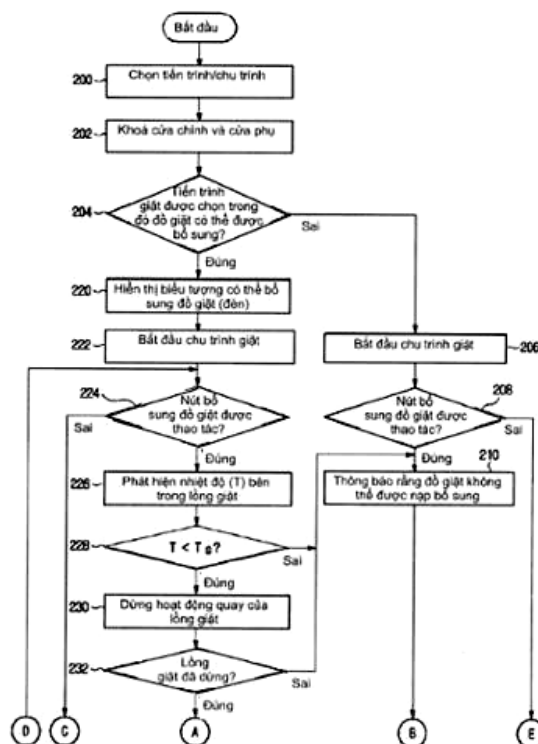 Bắt đầu
200
Chọn tiến trình/chu trình
202
Khoá cửa chính và cửa phụ
204
Tiến trình
giặt được chọn trong
đó đồ giặt có thể được
bổ sung?
Sai
Đúng
220
Hiển thị biểu tượng có thể bổ
sung đồ giặt (đèn)
222
Bắt đầu chu trình giặt
Bắt đầu chu trình giặt
206
224
Nút bổ
sung đồ giặt được
thao tác?
Sai
Đúng
208
Nút bổ
sung đồ giặt được
thao tác?
Sai
Đúng
226
Phát hiện nhiệt độ (T) bên
trong lồng giặt
210
Thông báo rằng đồ giặt không
thể được nạp bổ sung
228
T < Ts?
Sai
Đúng
230
Dừng hoạt động quay của
lồng giặt
232
Lồng
giặt đã dừng?
Sai
Đúng
D
C
A
B
E